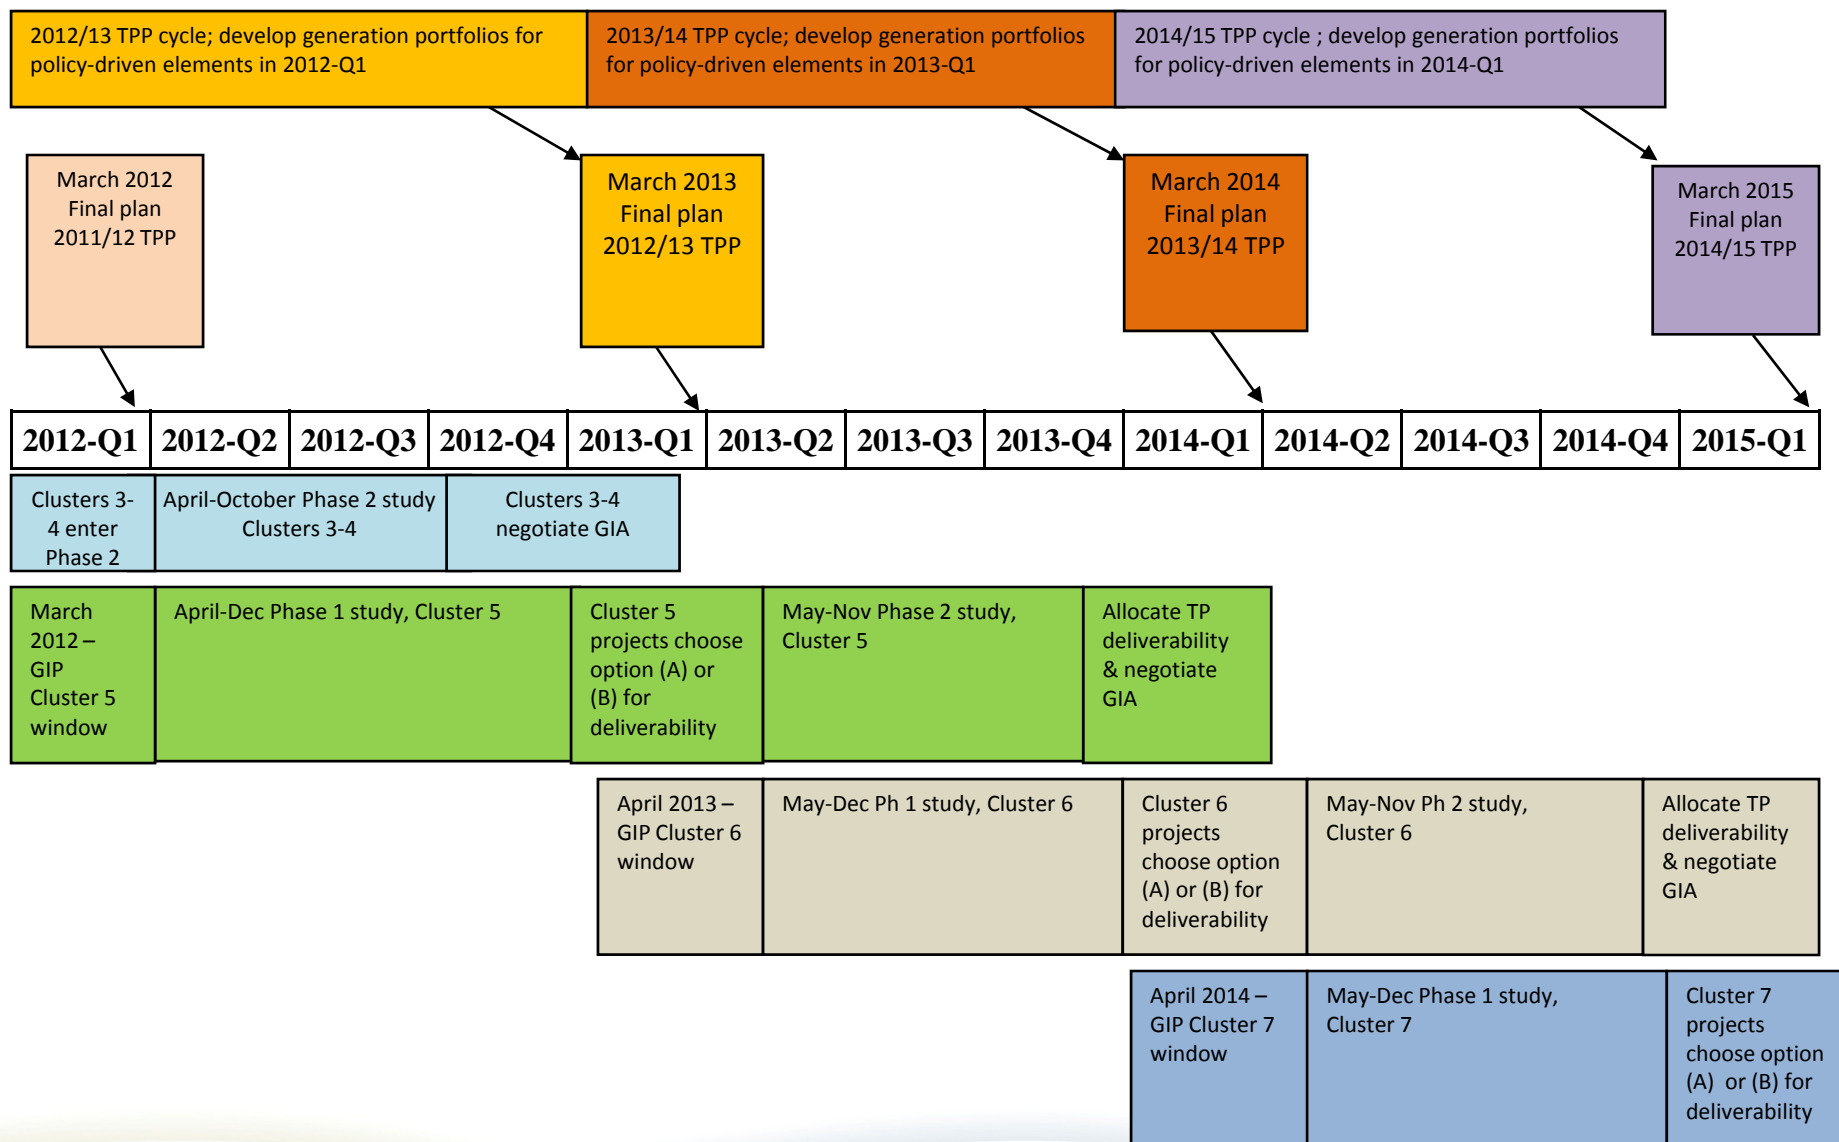 2012/13 TPP cycle; develop generation portfolios for
policy-driven elements in 2012-Q1
2013/14 TPP cycle; develop generation portfolios
for policy-driven elements in 2013-Q1
2014/15 TPP cycle ; develop generation portfolios
for policy-driven elements in 2014-Q1
March 2012
Final plan
2011/12 TPP
March 2013
Final plan
2012/13 TPP
March 2014
Final plan
2013/14 TPP
March 2015
Final plan
2014/15 TPP
2012-Q1 2012-Q2 2012-Q3 2012-Q4 2013-Q1 2013-Q2 2013-Q3 2013-Q4 2014-Q1 2014-Q2 2014-Q3 2014-Q4 2015-Q1
Clusters 3-
4 enter
Phase 2
April-October Phase 2 study
Clusters 3-4
Clusters 3-4
negotiate GIA
March
2012 –
GIP
Cluster 5
window
April-Dec Phase 1 study, Cluster 5
Cluster 5
projects choose
option (A) or
(B) for
deliverability
May-Nov Phase 2 study,
Cluster 5
Allocate TP
deliverability
& negotiate
GIA
April 2013 –
GIP Cluster 6
window
May-Dec Ph 1 study, Cluster 6
Cluster 6
projects
choose option
(A) or (B) for
deliverability
May-Nov Ph 2 study,
Cluster 6
Allocate TP
deliverability
& negotiate
GIA
April 2014 –
GIP Cluster 7
window
May-Dec Phase 1 study,
Cluster 7
Cluster 7
projects
choose option
(A) or (B) for
deliverability